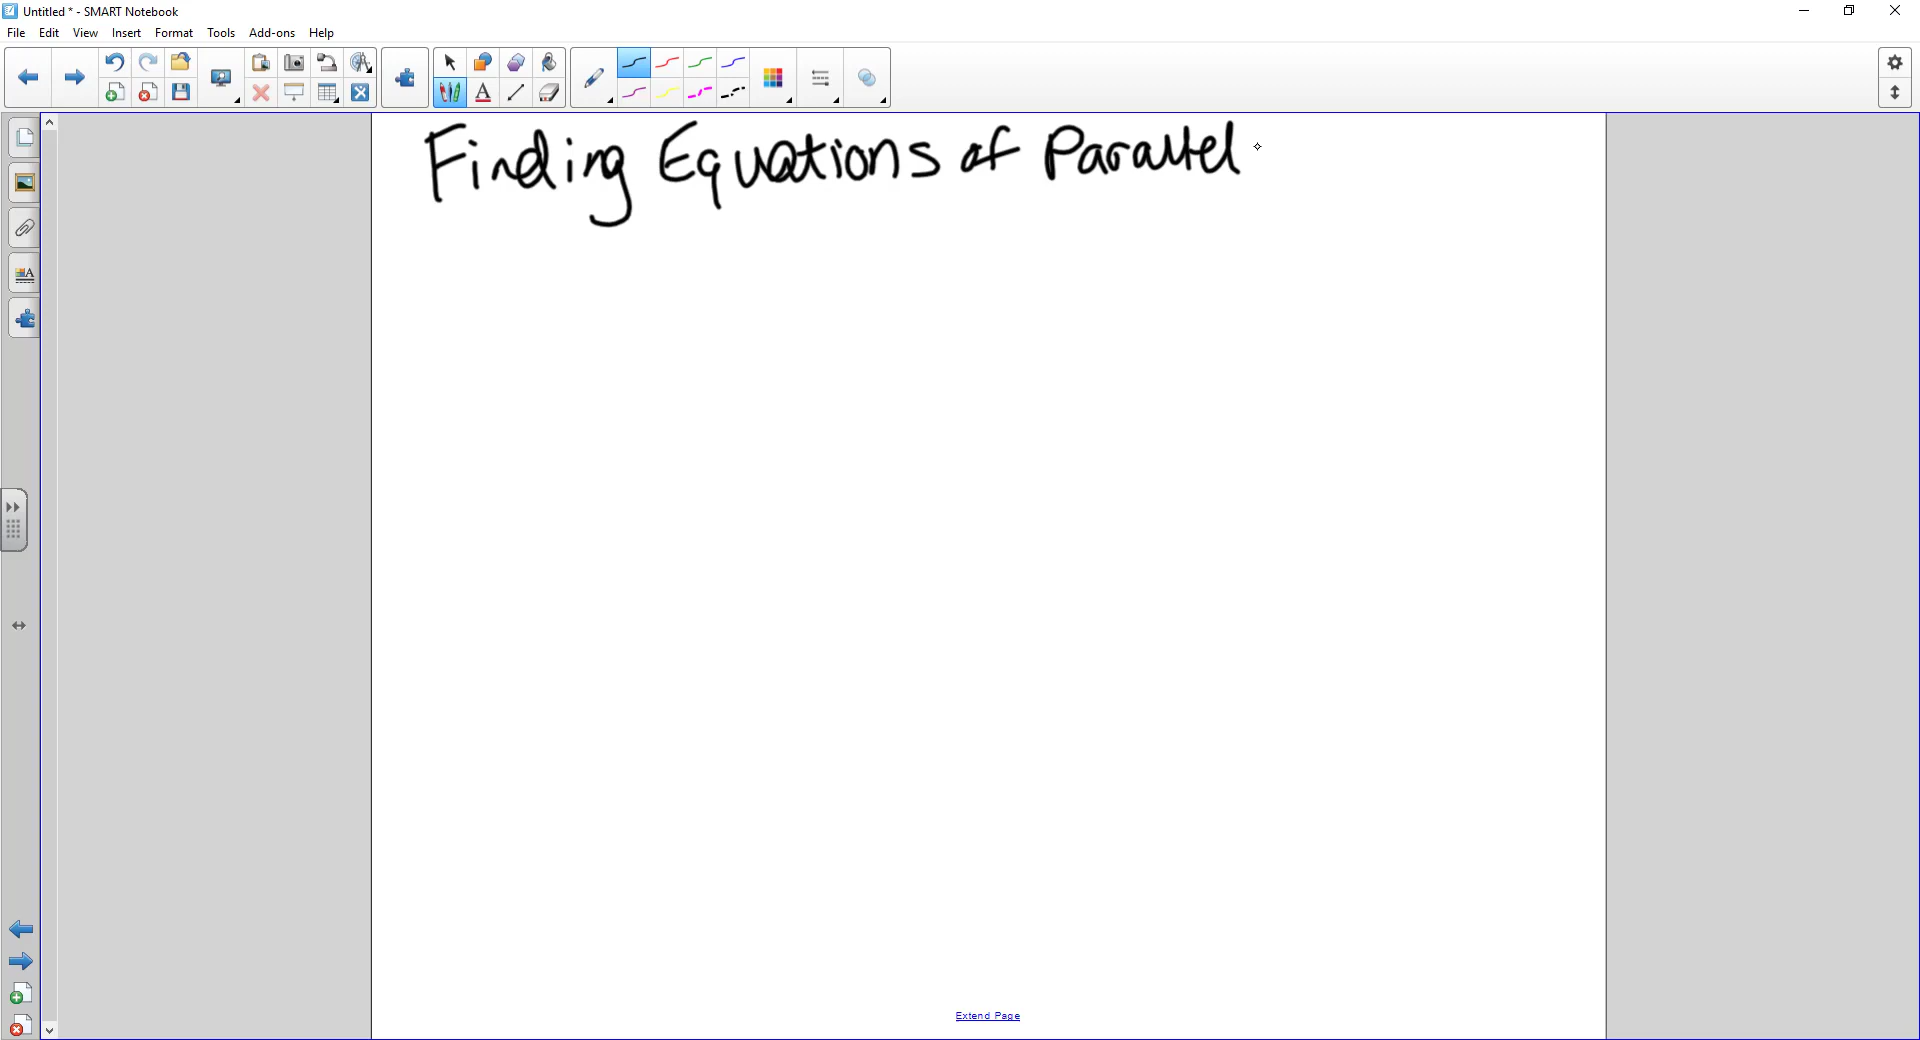 Untitled * - SMART Notebook
File Edit View Insert Format Tools Add-ons Help
Finding Equations of Parallel
Extend Page